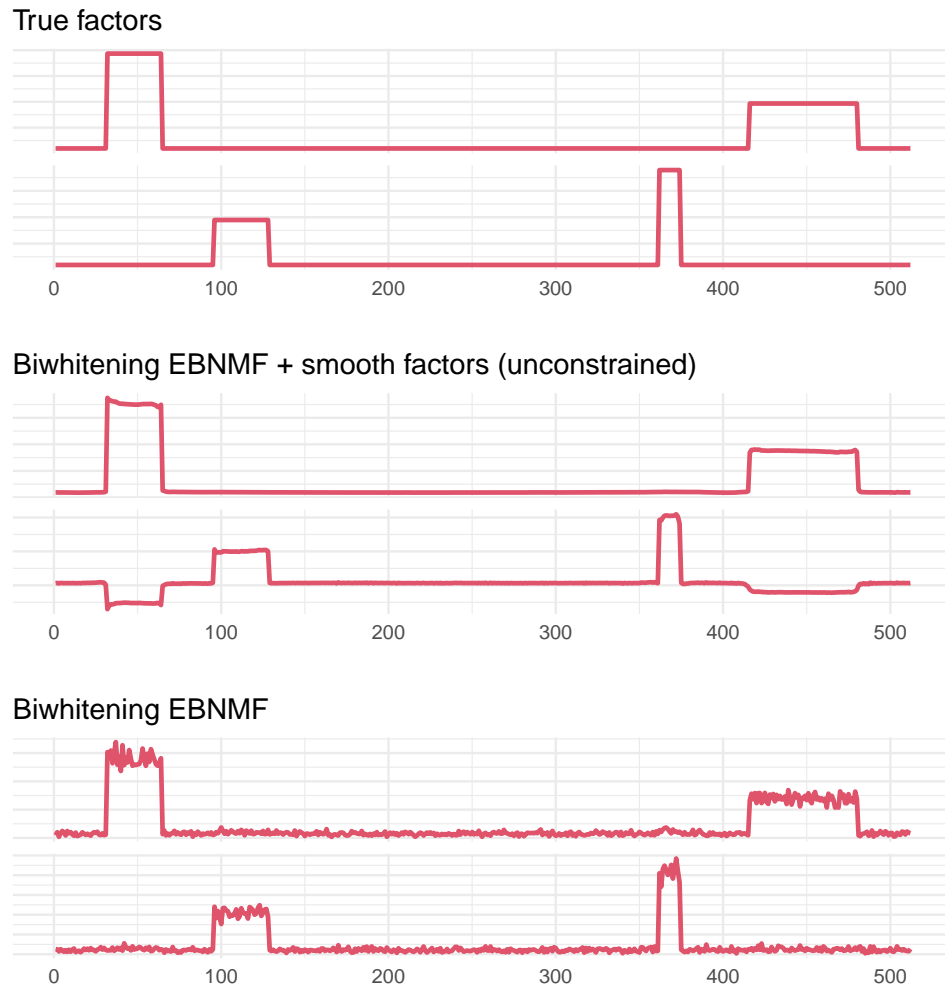 True factors
0 100 200 300 400 500
Biwhitening EBNMF + smooth factors (unconstrained)
0 100 200 300 400 500
Biwhitening EBNMF
0 100 200 300 400 500